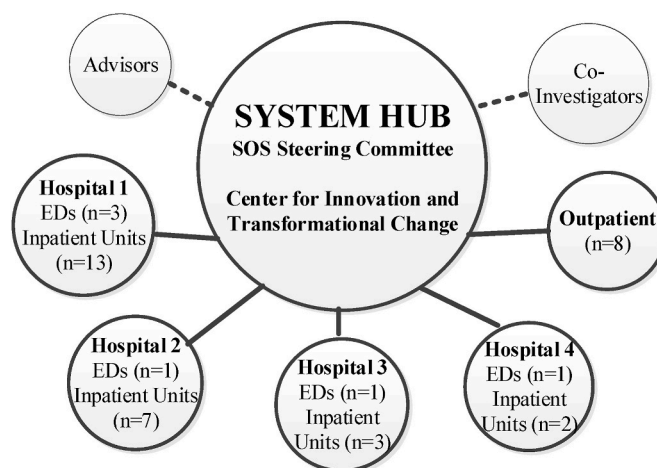 Advisors
Co-
Investigators
SYSTEM HUB
SOS Steering Committee
Center for Innovation and
Transformational Change
Hospital 1
EDs (n=3)
Inpatient Units
(n=13)
Outpatient
(n=8)
Hospital 2
EDs (n=1)
Inpatient Units
(n=7)
Hospital 3
EDs (n=1)
Inpatient
Units (n=3)
Hospital 4
EDs (n=1)
Inpatient
Units (n=2)